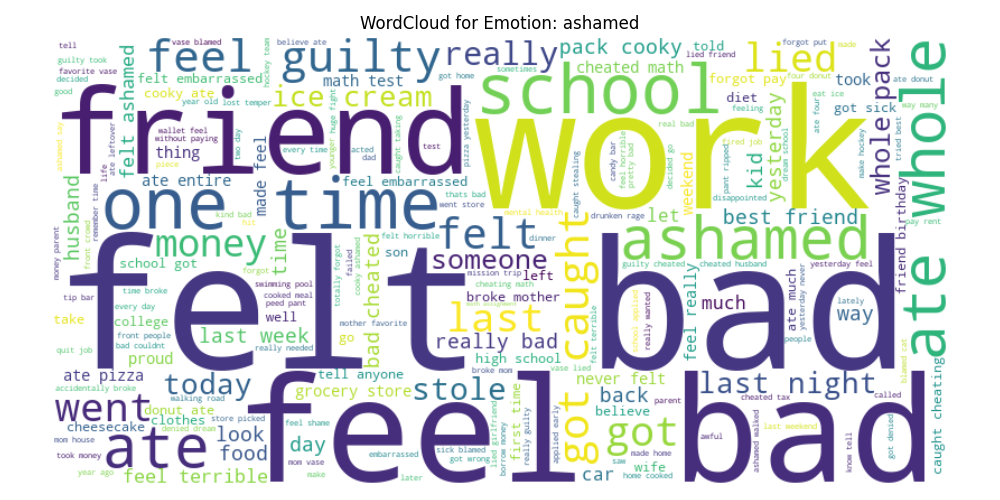 WordCloud for Emotion: ashamed
tell
vase blamed
believe ate
forgot put
made
guilty took
decided
favorite vase
good
felt ashamed
feel
guilty
really
pack cooky
told
lied friend
lied
hockey team
got home
sometimes
cheated math
four donut
ate donut
felt embarrassed
math test
forgot pay
took
pack
whole
cooky ate
year old
lost temper
ice cream
diet
eat ice
way many
friend
school
work
feeling
yesterday
got sick
ate four
tried best
wallet feel
without paying
thing
piece
two day
every time
younger huge right
acted
dad
caught taking
test
pizza yesterday
real bad
candy bar
feel horrible
pretty bad
decided go
tired job
dream school
kid
pant ripped
make hockey
ashamed say
life
ate leftover
ate entire
made feel
feel embarrassed
thats bad
went store
caught stealing
weekend
disappointed
friend birthday
ate whole
husband
front crowd
remember time
one time
kind bad
hit
felt
mental health
drunken rage
dinner
let
best friend
pay rent
money parent
money
time
felt horrible
someone
ashamed
guilty cheated
cheated husband
yesterday feel
school got
forgot
bad cheated
son
failed
totally forgot
cooky ashamed
mission trip
left
cheating math
tip bar
time broke
every day
swimming pool
cooked meal
peed pant
broke mother
caught
school applied
really wanted
feel really
much
ate much
yesterday never
people
lately
way
take
college
front people
bad couldnt
well
mother favorite
go
last
felt terrible
felt bad
quit job
proud
last week
really needed
really bad
high school
vase lied
blamed cat
ate pizza
accidentally broke
walking road
today
tell anyone
grocery store
broke mom
stole
never felt
back
parent
last night
cheated tax
called
went
donut ate
cheesecake
clothes
store picked
denied dream
first time
applied early
got
believe
awful
ashamed walked
last weekend
know tell
got denied
caught cheating
took money
mom house
ate
look
food
feel shame
day
mom vase
embarrassed
sick blamed
got wrong
lied girlfriend
borrow money
really guilty
made home
saw
wife
car
home cooked
year ago
feel terrible
make
later
feel bad